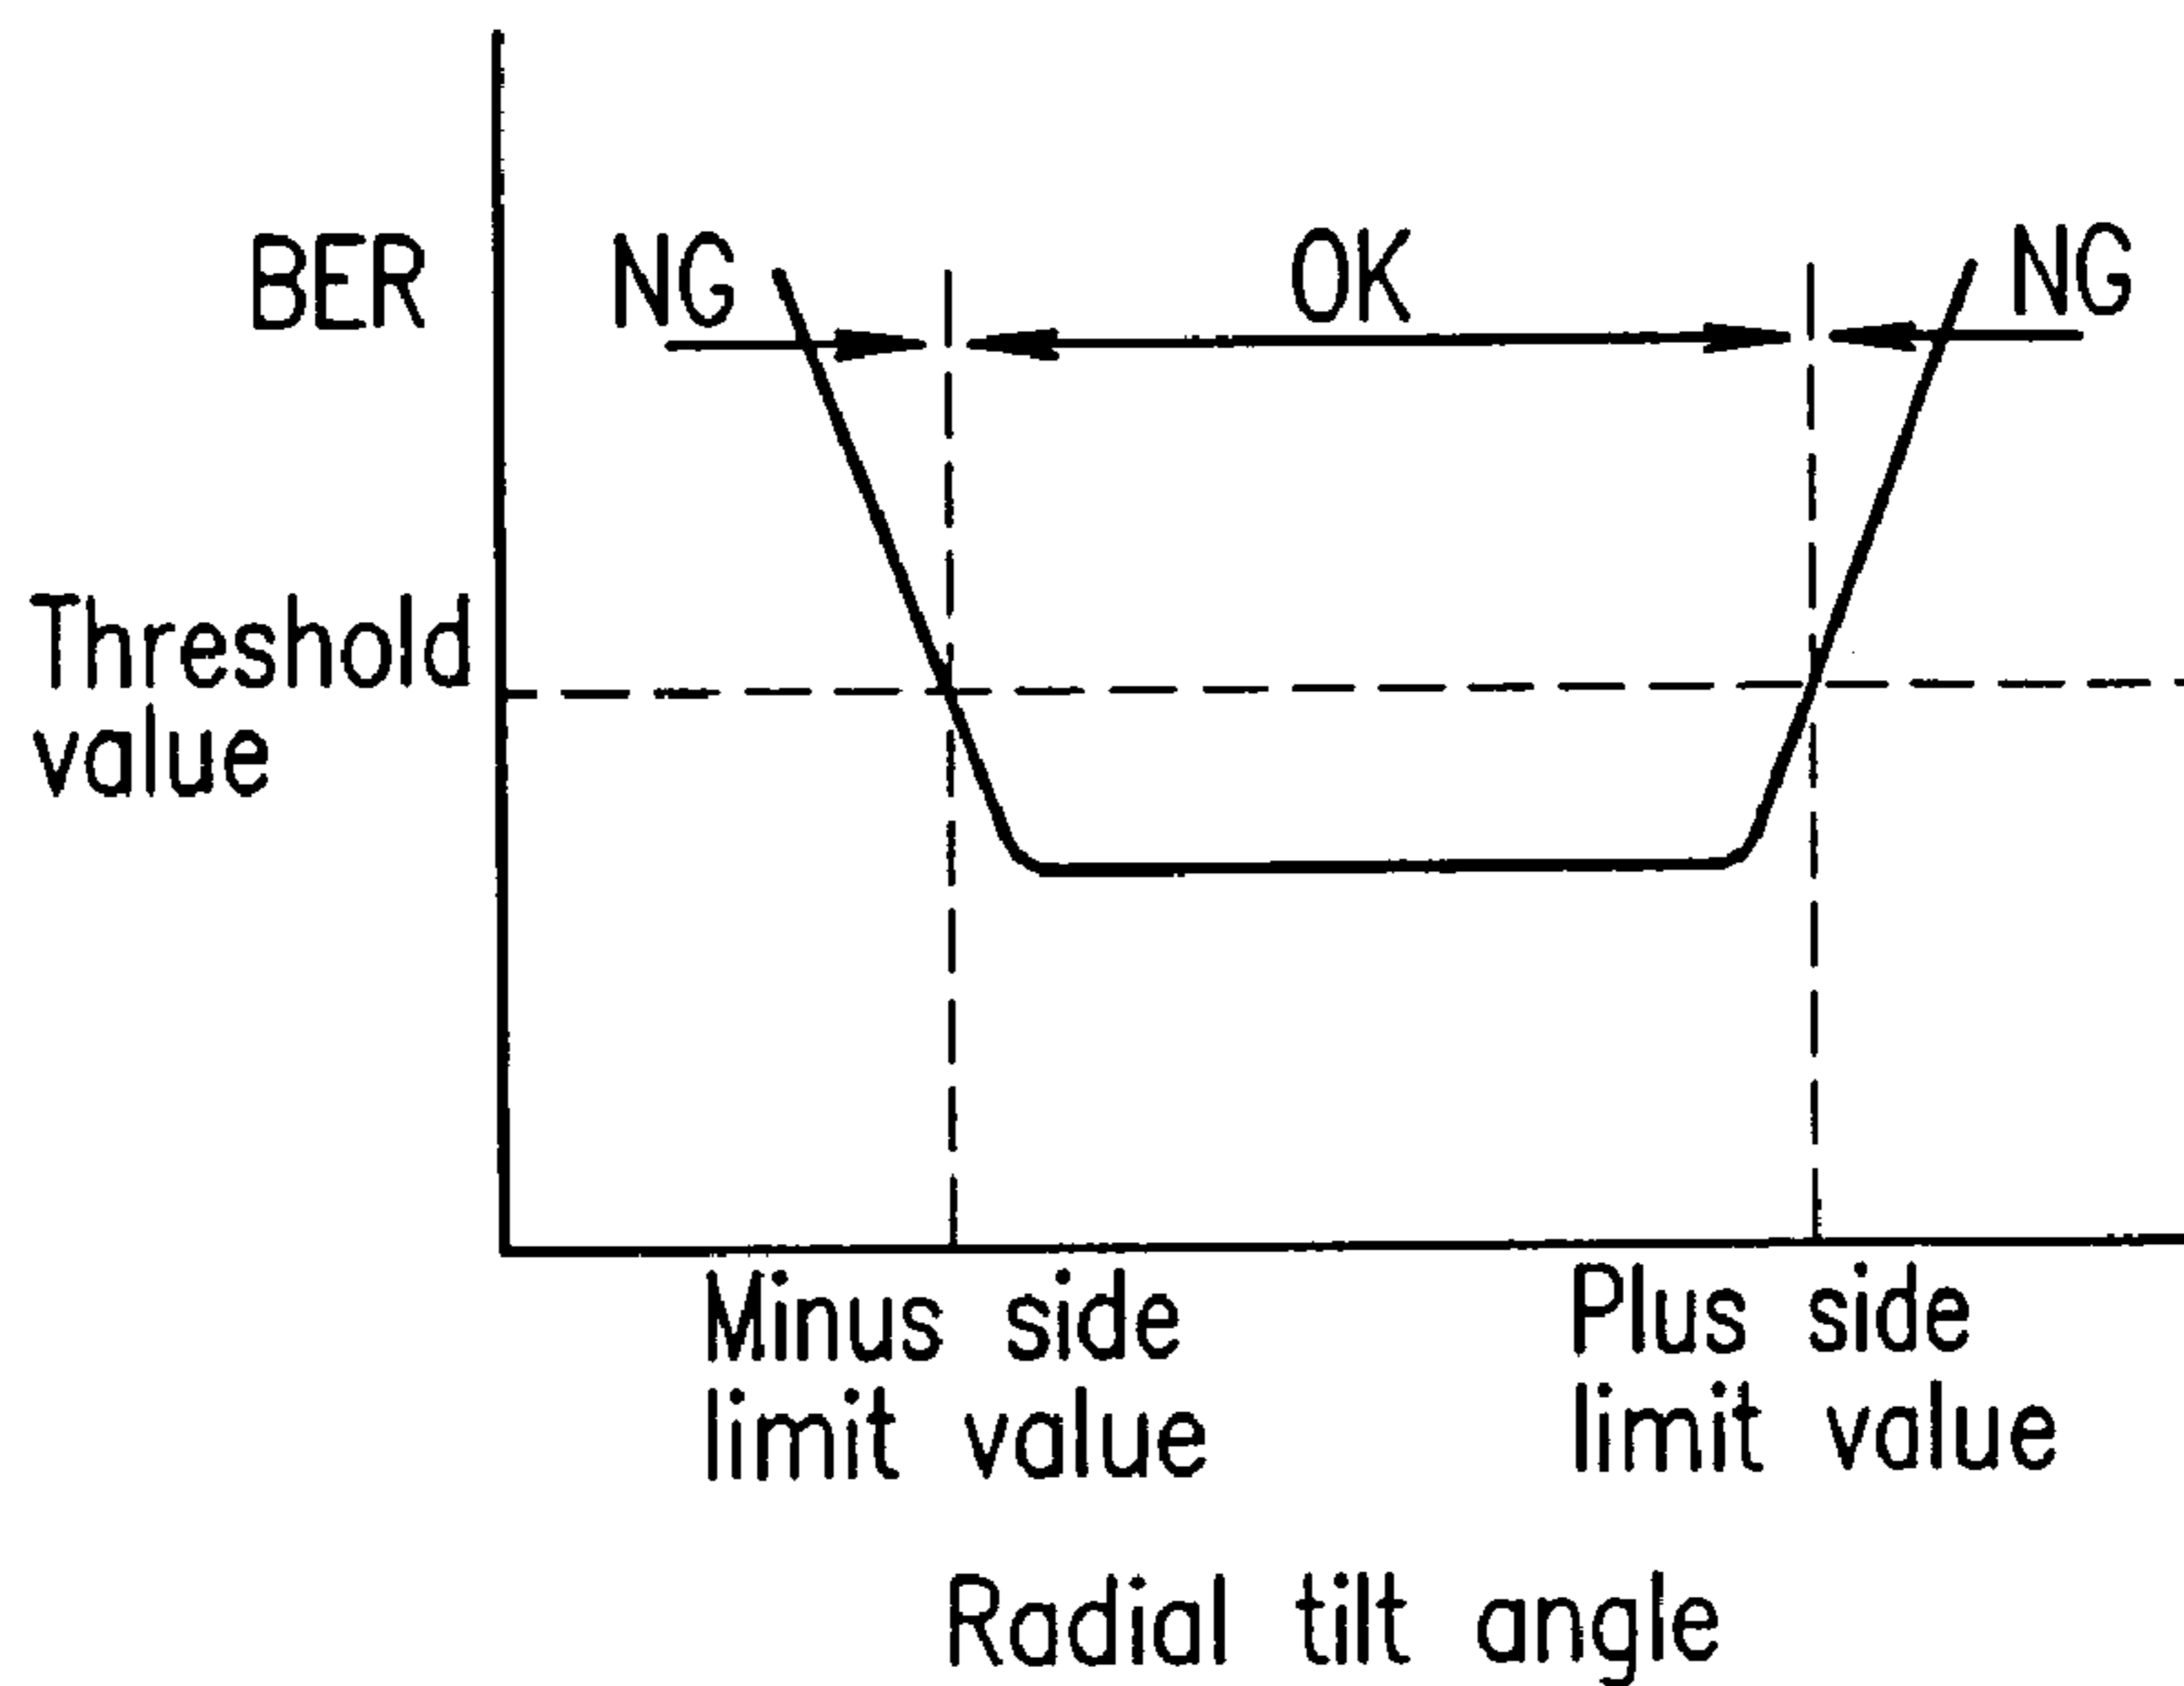 BER
NG
OK
NG
Threshold
value
Minus side
limit value
Plus side
limit value
Radial tilt angle